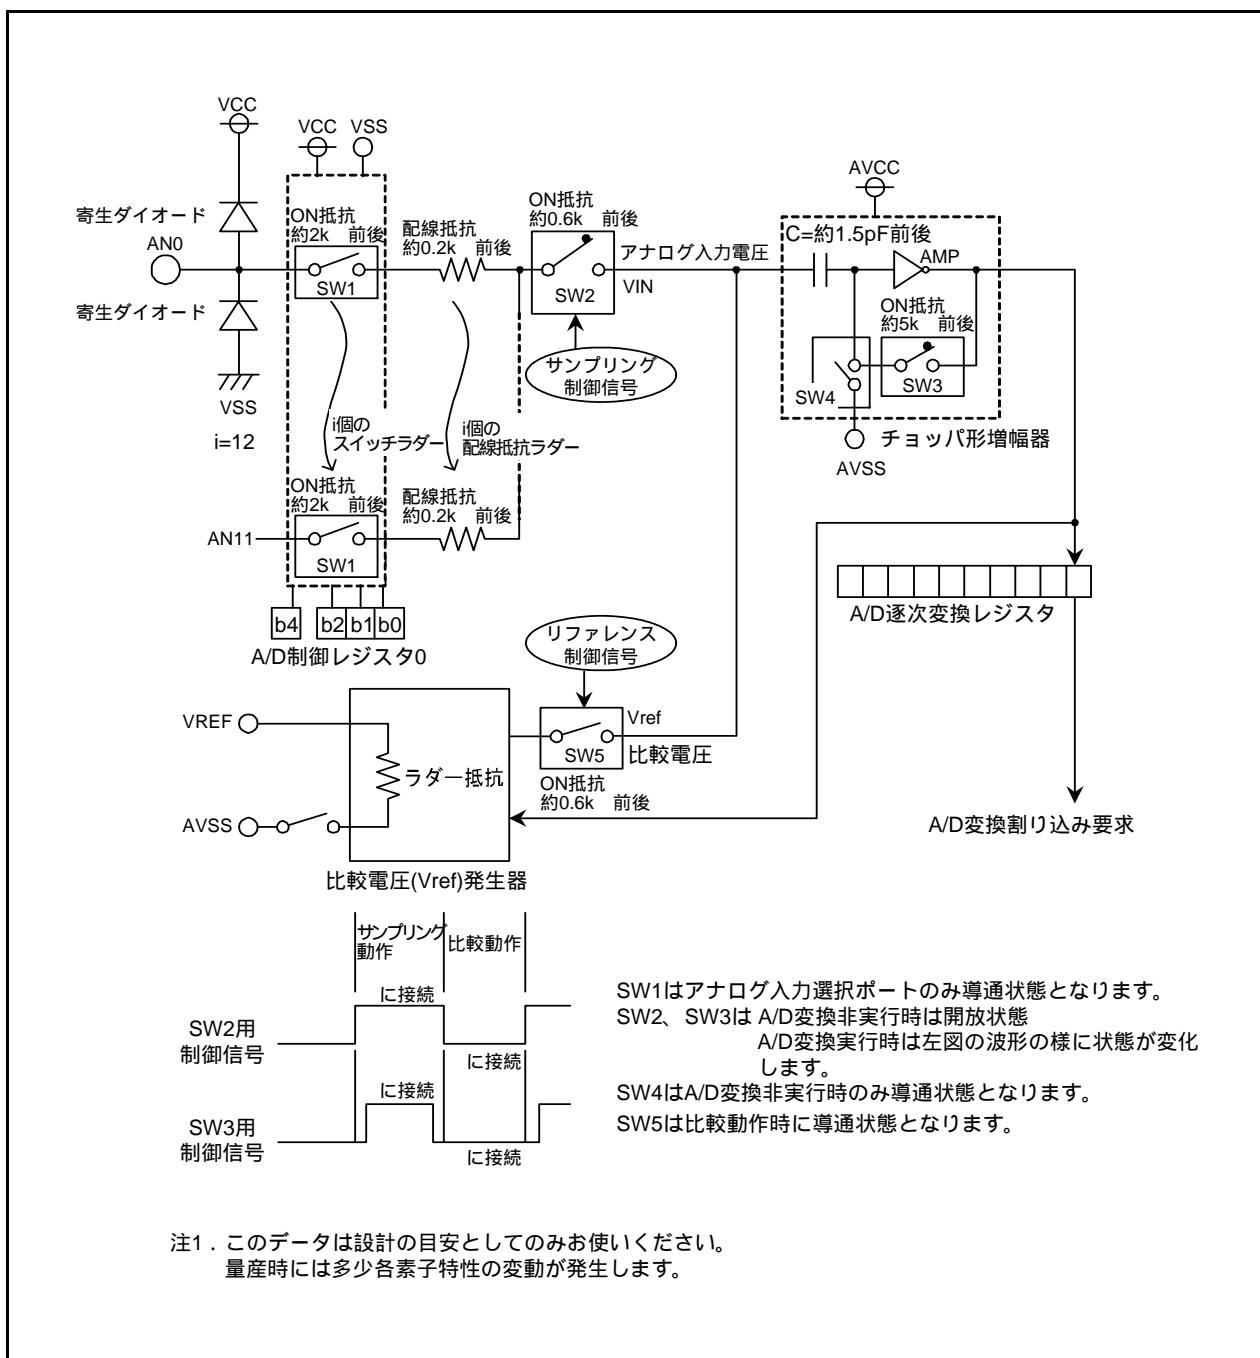 VCC
VCC VSS
AVCC
寄生ダイオード
AN0
寄生ダイオード
VSS
i=12
ON抵抗
約2k 前後
SW1
配線抵抗
約0.2k 前後
ON抵抗
約0.6k 前後
SW2
アナログ入力電圧
VIN
サンプリング
制御信号
C=約1.5pF前後
AMP
ON抵抗
約5k 前後
SW3
SW4
AVSS
チョッパ形増幅器
i個の
スイッチラダー
i個の
配線抵抗ラダー
ON抵抗
約2k 前後
SW1
配線抵抗
約0.2k 前後
AN11
b4 b2 b1 b0
A/D制御レジスタ0
A/D逐次変換レジスタ
リファレンス
制御信号
VREF
AVSS
ラダー抵抗
Vref
SW5
比較電圧
ON抵抗
約0.6k 前後
A/D変換割り込み要求
比較電圧(Vref)発生器
サンプリング
動作
比較動作
に接続
SW2用
制御信号
に接続
に接続
SW3用
制御信号
に接続
SW1はアナログ入力選択ポートのみ導通状態となります。
SW2、SW3は A/D変換非実行時は開放状態
A/D変換実行時は左図の波形の様に状態が変化
します。
SW4はA/D変換非実行時のみ導通状態となります。
SW5は比較動作時に導通状態となります。
注1．このデータは設計の目安としてのみお使いください。
量産時には多少各素子特性の変動が発生します。